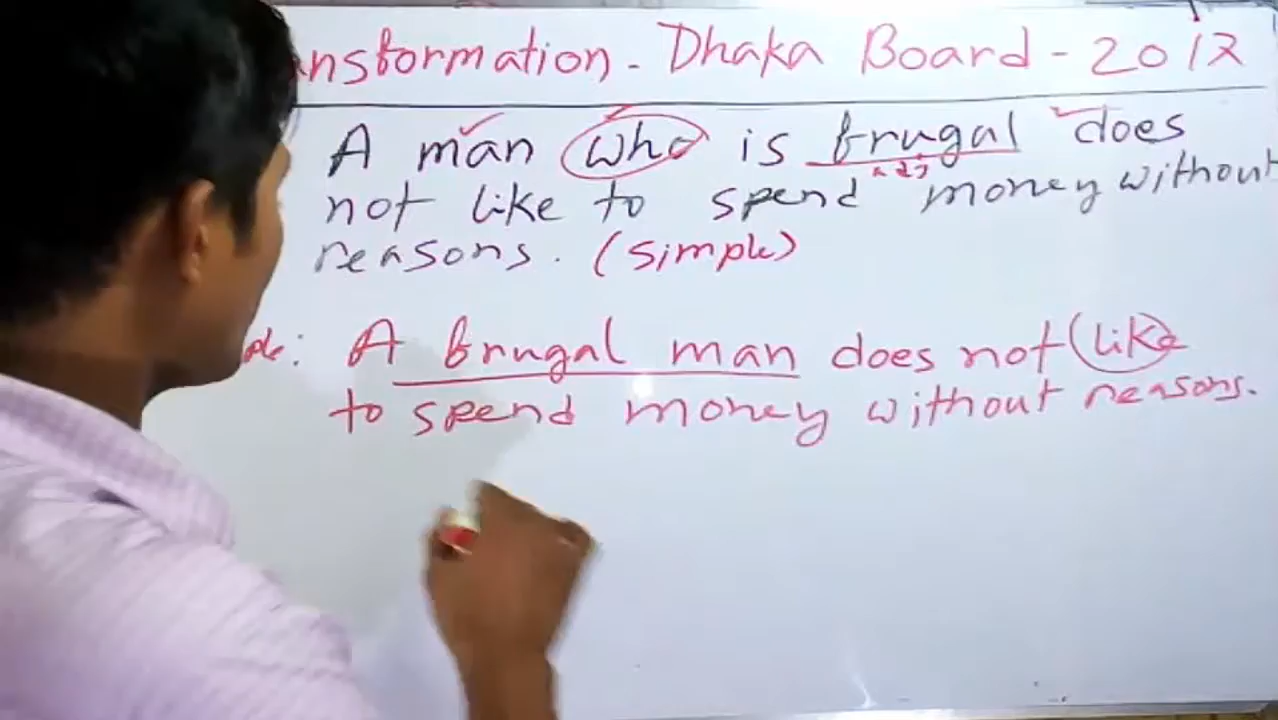 nsformation. Dhaka Board - 2012
A man who is frugal does
adj
not like to spend money without
reasons. (simple)
A frugal man does not like
to spend money without reasons.